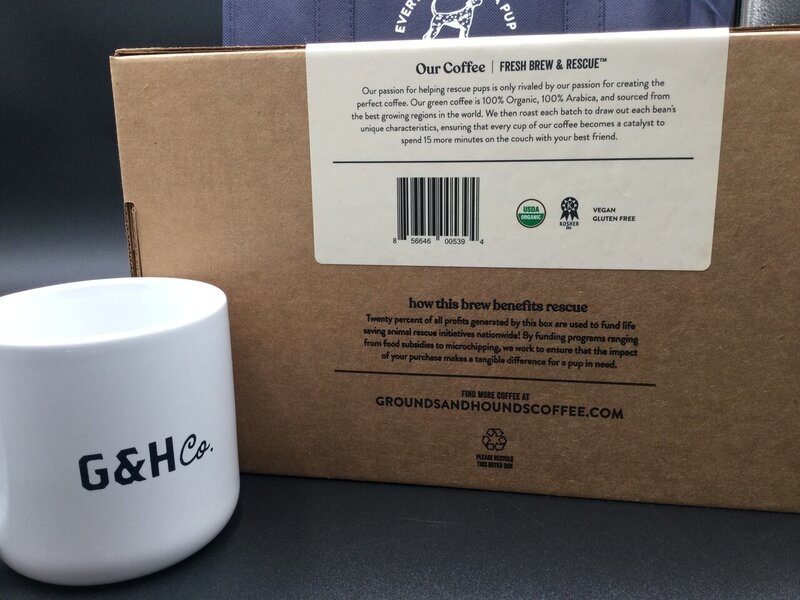 EVERY
A PUP
Our Coffee | FRESH BREW & RESCUE™
Our passion for helping rescue pups is only rivaled by our passion for creating the
perfect coffee. Our green coffee is 100% Organic, 100% Arabica, and sourced from
the best growing regions in the world. We then roast each batch to draw out each bean's
unique characteristics, ensuring that every cup of our coffee becomes a catalyst to
spend 15 more minutes on the couch with your best friend.
8 56646 00539 4
USDA
ORGANIC
K
KOSHER
VEGAN
GLUTEN FREE
how this brew benefits rescue
Twenty percent of all profits generated by this box are used to fund life
saving animal rescue initiatives nationwide! By funding programs ranging
from food subsidies to microchipping, we work to ensure that the impact
of your purchase makes a tangible difference for a pup in need.
FIND MORE COFFEE AT
GROUNDSANDHOUNDSCOFFEE.COM
PLEASE RECYCLE
THIS OUTER BOX
G&H Co.